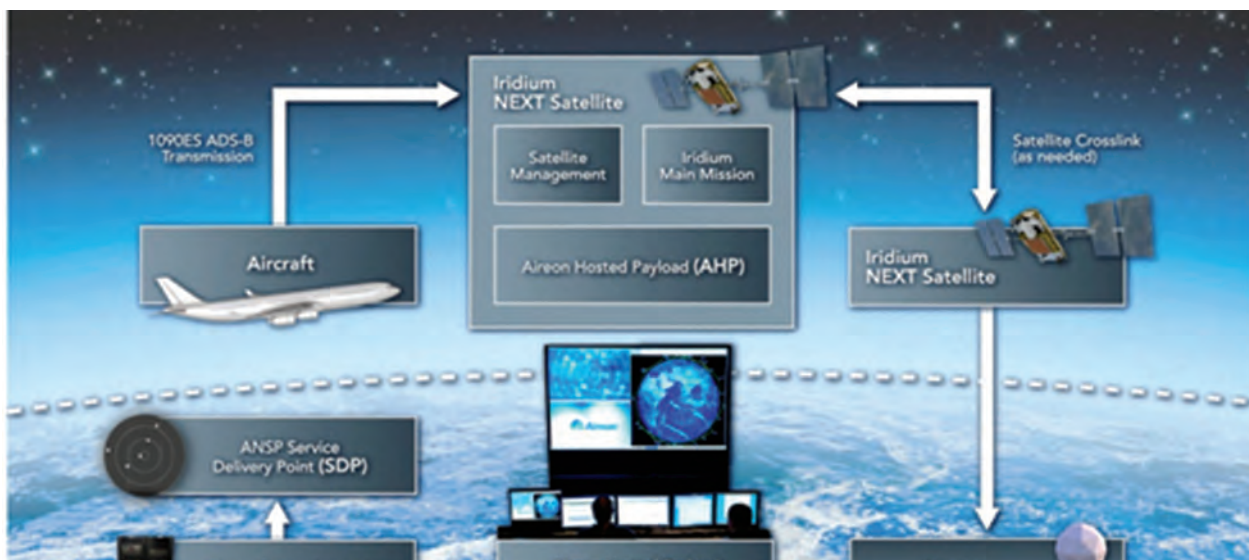 Iridium
NEXT Satellite
1090ES ADS-B
Transmission
Satellite
Management
Iridium
Main Mission
Satellite Crosslink
(as needed)
Aircraft
Aireon Hosted Payload (AHP)
Iridium
NEXT Satellite
Aireon
ANSP Service
Delivery Point (SDP)